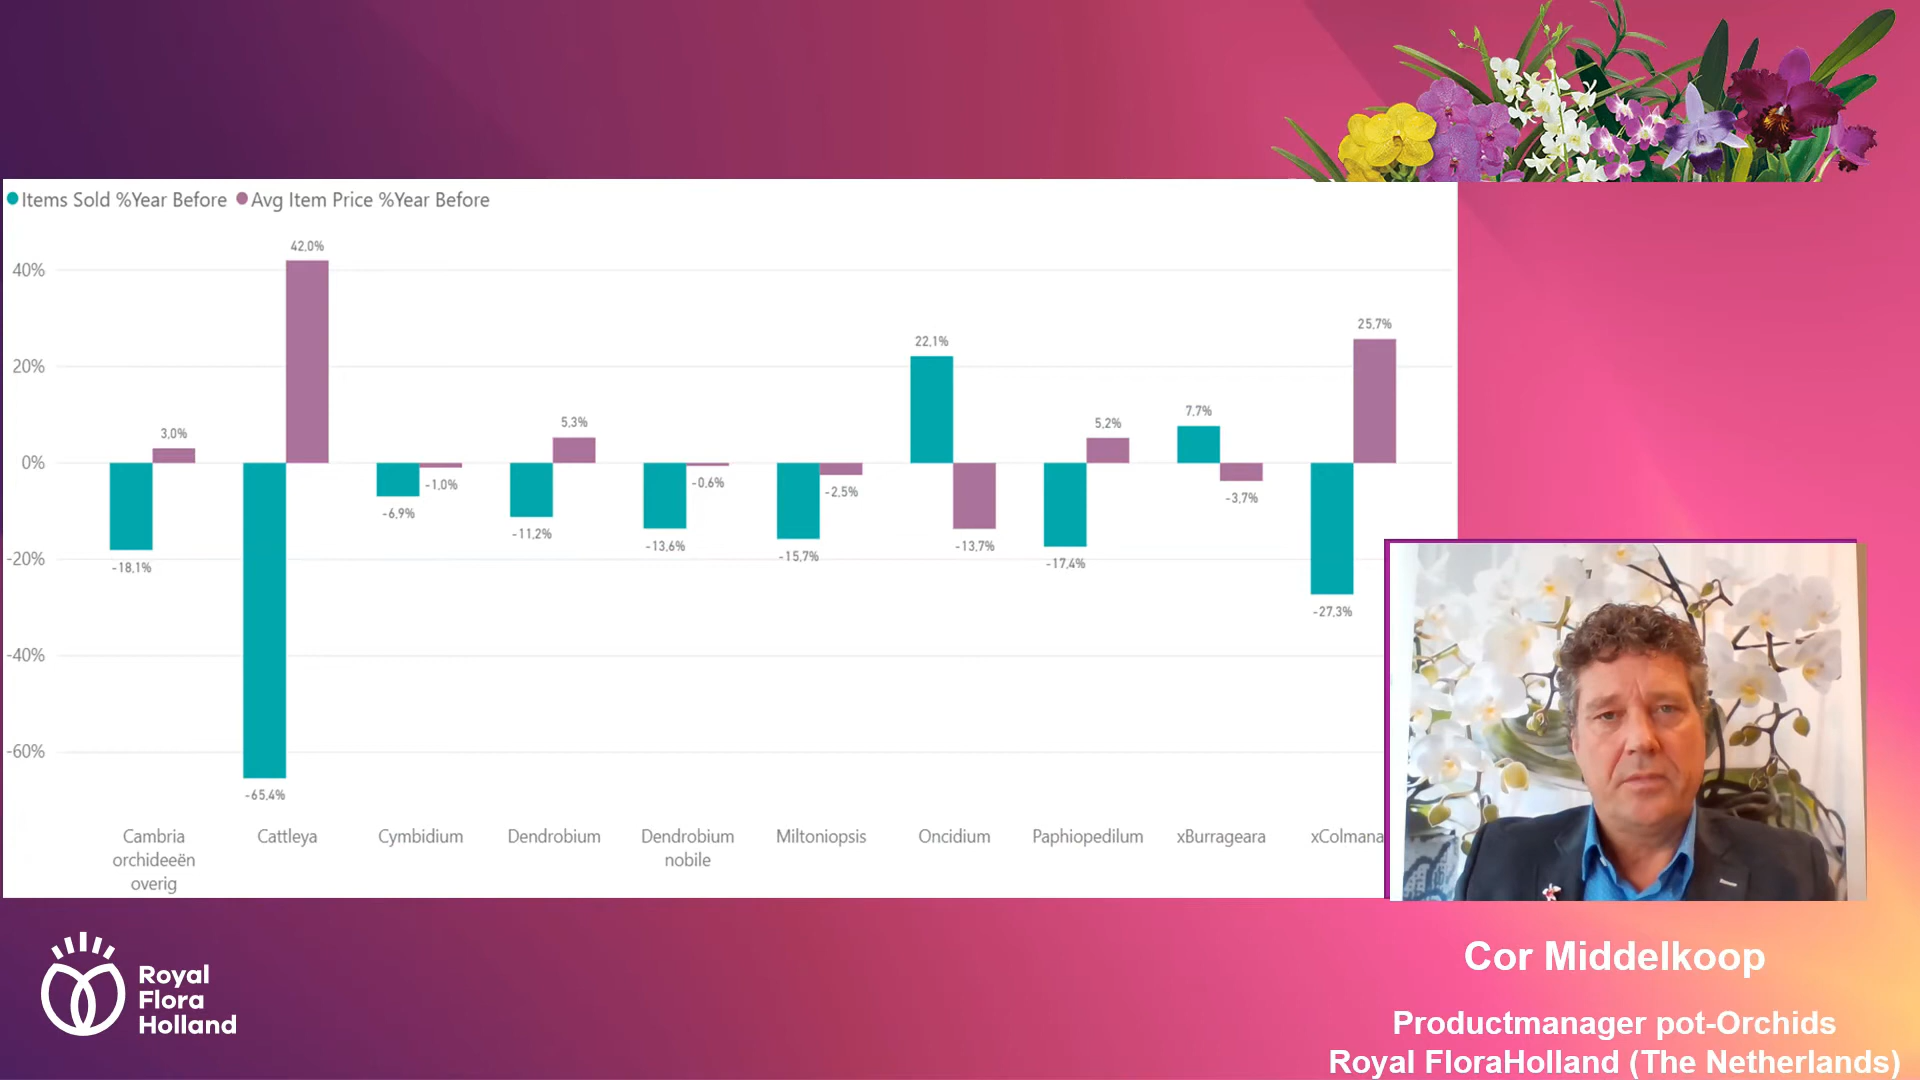 Items Sold %Year Before Avg Item Price %Year Before
42,0%
40%
25,7%
22,1%
20%
7,7%
5,3%
5,2%
3,0%
0%
-0,6%
-1,0%
-2,5%
-3,7%
-6,9%
-11,2%
-13,6%
-13,7%
-15,7%
-20%
-17,4%
-18,1%
-27,3%
-40%
-60%
-65,4%
Cambria orchideeën overig
Cattleya
Cymbidium
Dendrobium
Dendrobium nobile
Miltoniopsis
Oncidium
Paphiopedilum
xBurrageara
xColmana
Royal
Flora
Holland
Cor Middelkoop
Productmanager pot-Orchids
Royal FloraHolland (The Netherlands)